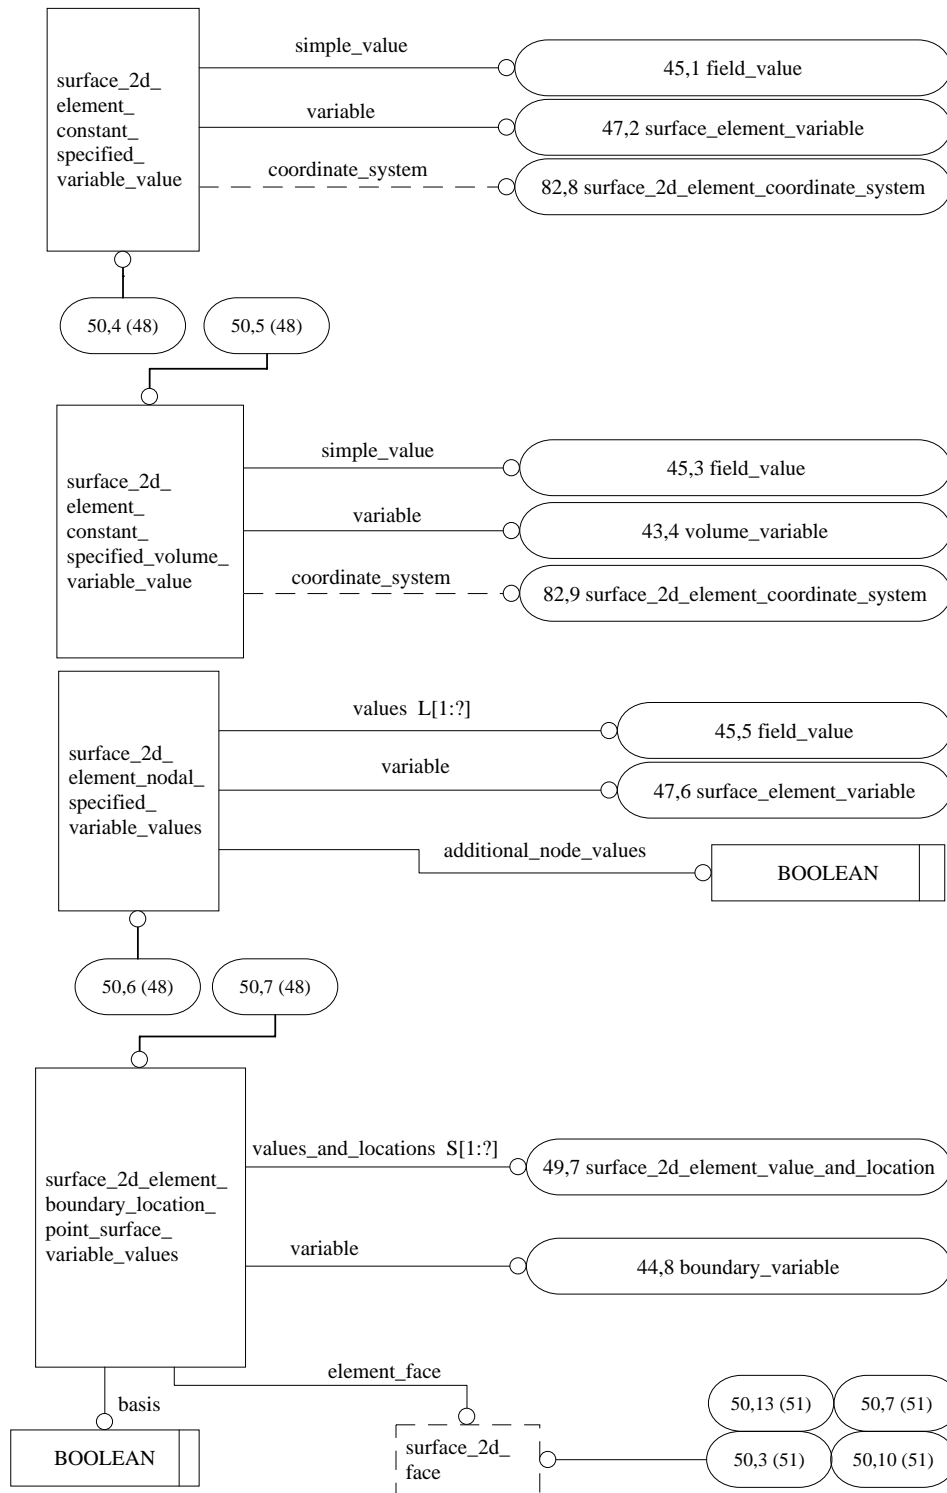 simple_value
45,1 field_value
surface_2d_
element_
constant_
specified_
variable_value
variable
47,2 surface_element_variable
coordinate_system
82,8 surface_2d_element_coordinate_system
50,4 (48)
50,5 (48)
simple_value
45,3 field_value
surface_2d_
element_
constant_
specified_volume_
variable_value
variable
43,4 volume_variable
coordinate_system
82,9 surface_2d_element_coordinate_system
values L[1:?]
45,5 field_value
surface_2d_
element_nodal_
specified_
variable_values
variable
47,6 surface_element_variable
additional_node_values
BOOLEAN
50,6 (48)
50,7 (48)
values_and_locations S[1:?]
49,7 surface_2d_element_value_and_location
surface_2d_element_
boundary_location_
point_surface_
variable_values
variable
44,8 boundary_variable
element_face
basis
BOOLEAN
surface_2d_
face
50,13 (51)
50,7 (51)
50,3 (51)
50,10 (51)